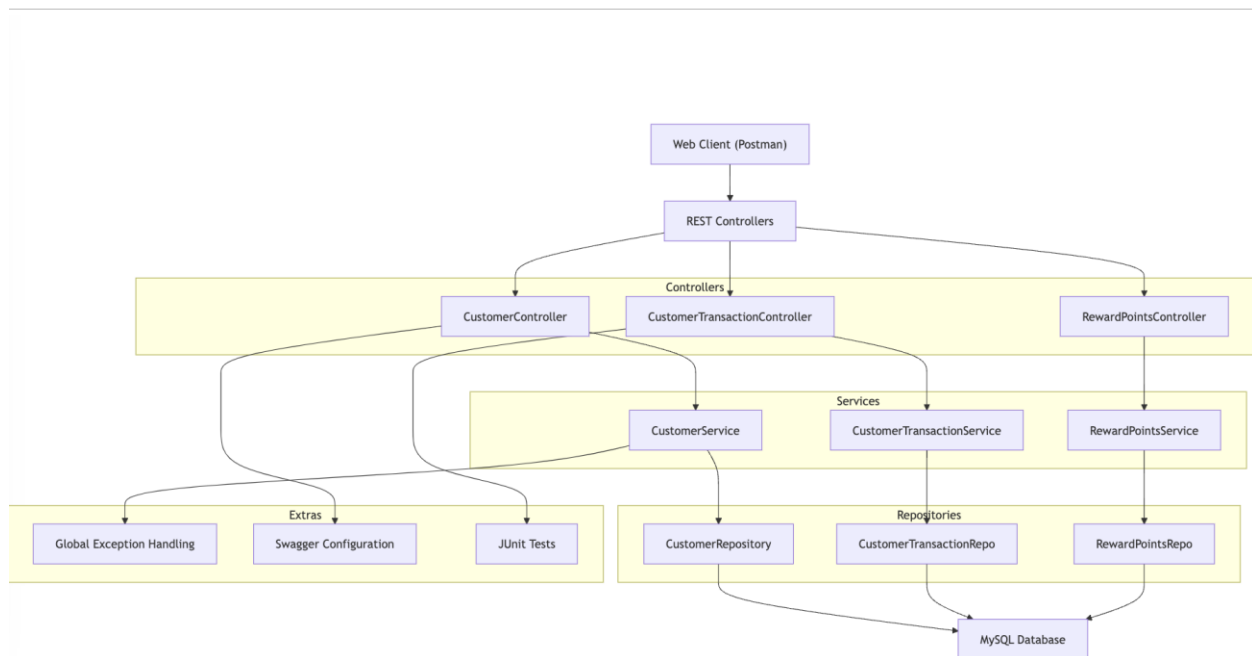 Web Client (Postman)
REST Controllers
Controllers
CustomerController
CustomerTransactionController
RewardPointsController
Services
CustomerService
CustomerTransactionService
RewardPointsService
Extras
Global Exception Handling
Swagger Configuration
JUnit Tests
Repositories
CustomerRepository
CustomerTransactionRepo
RewardPointsRepo
MySQL Database